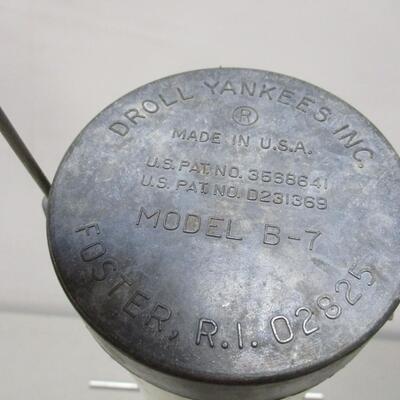 DROLL YANKEES INC.
®
MADE IN U.S.A.
U.S. PAT. NO. 3568641
U.S. PAT. NO. D231369
MODEL B-7
FOSTER, R.I. 02825